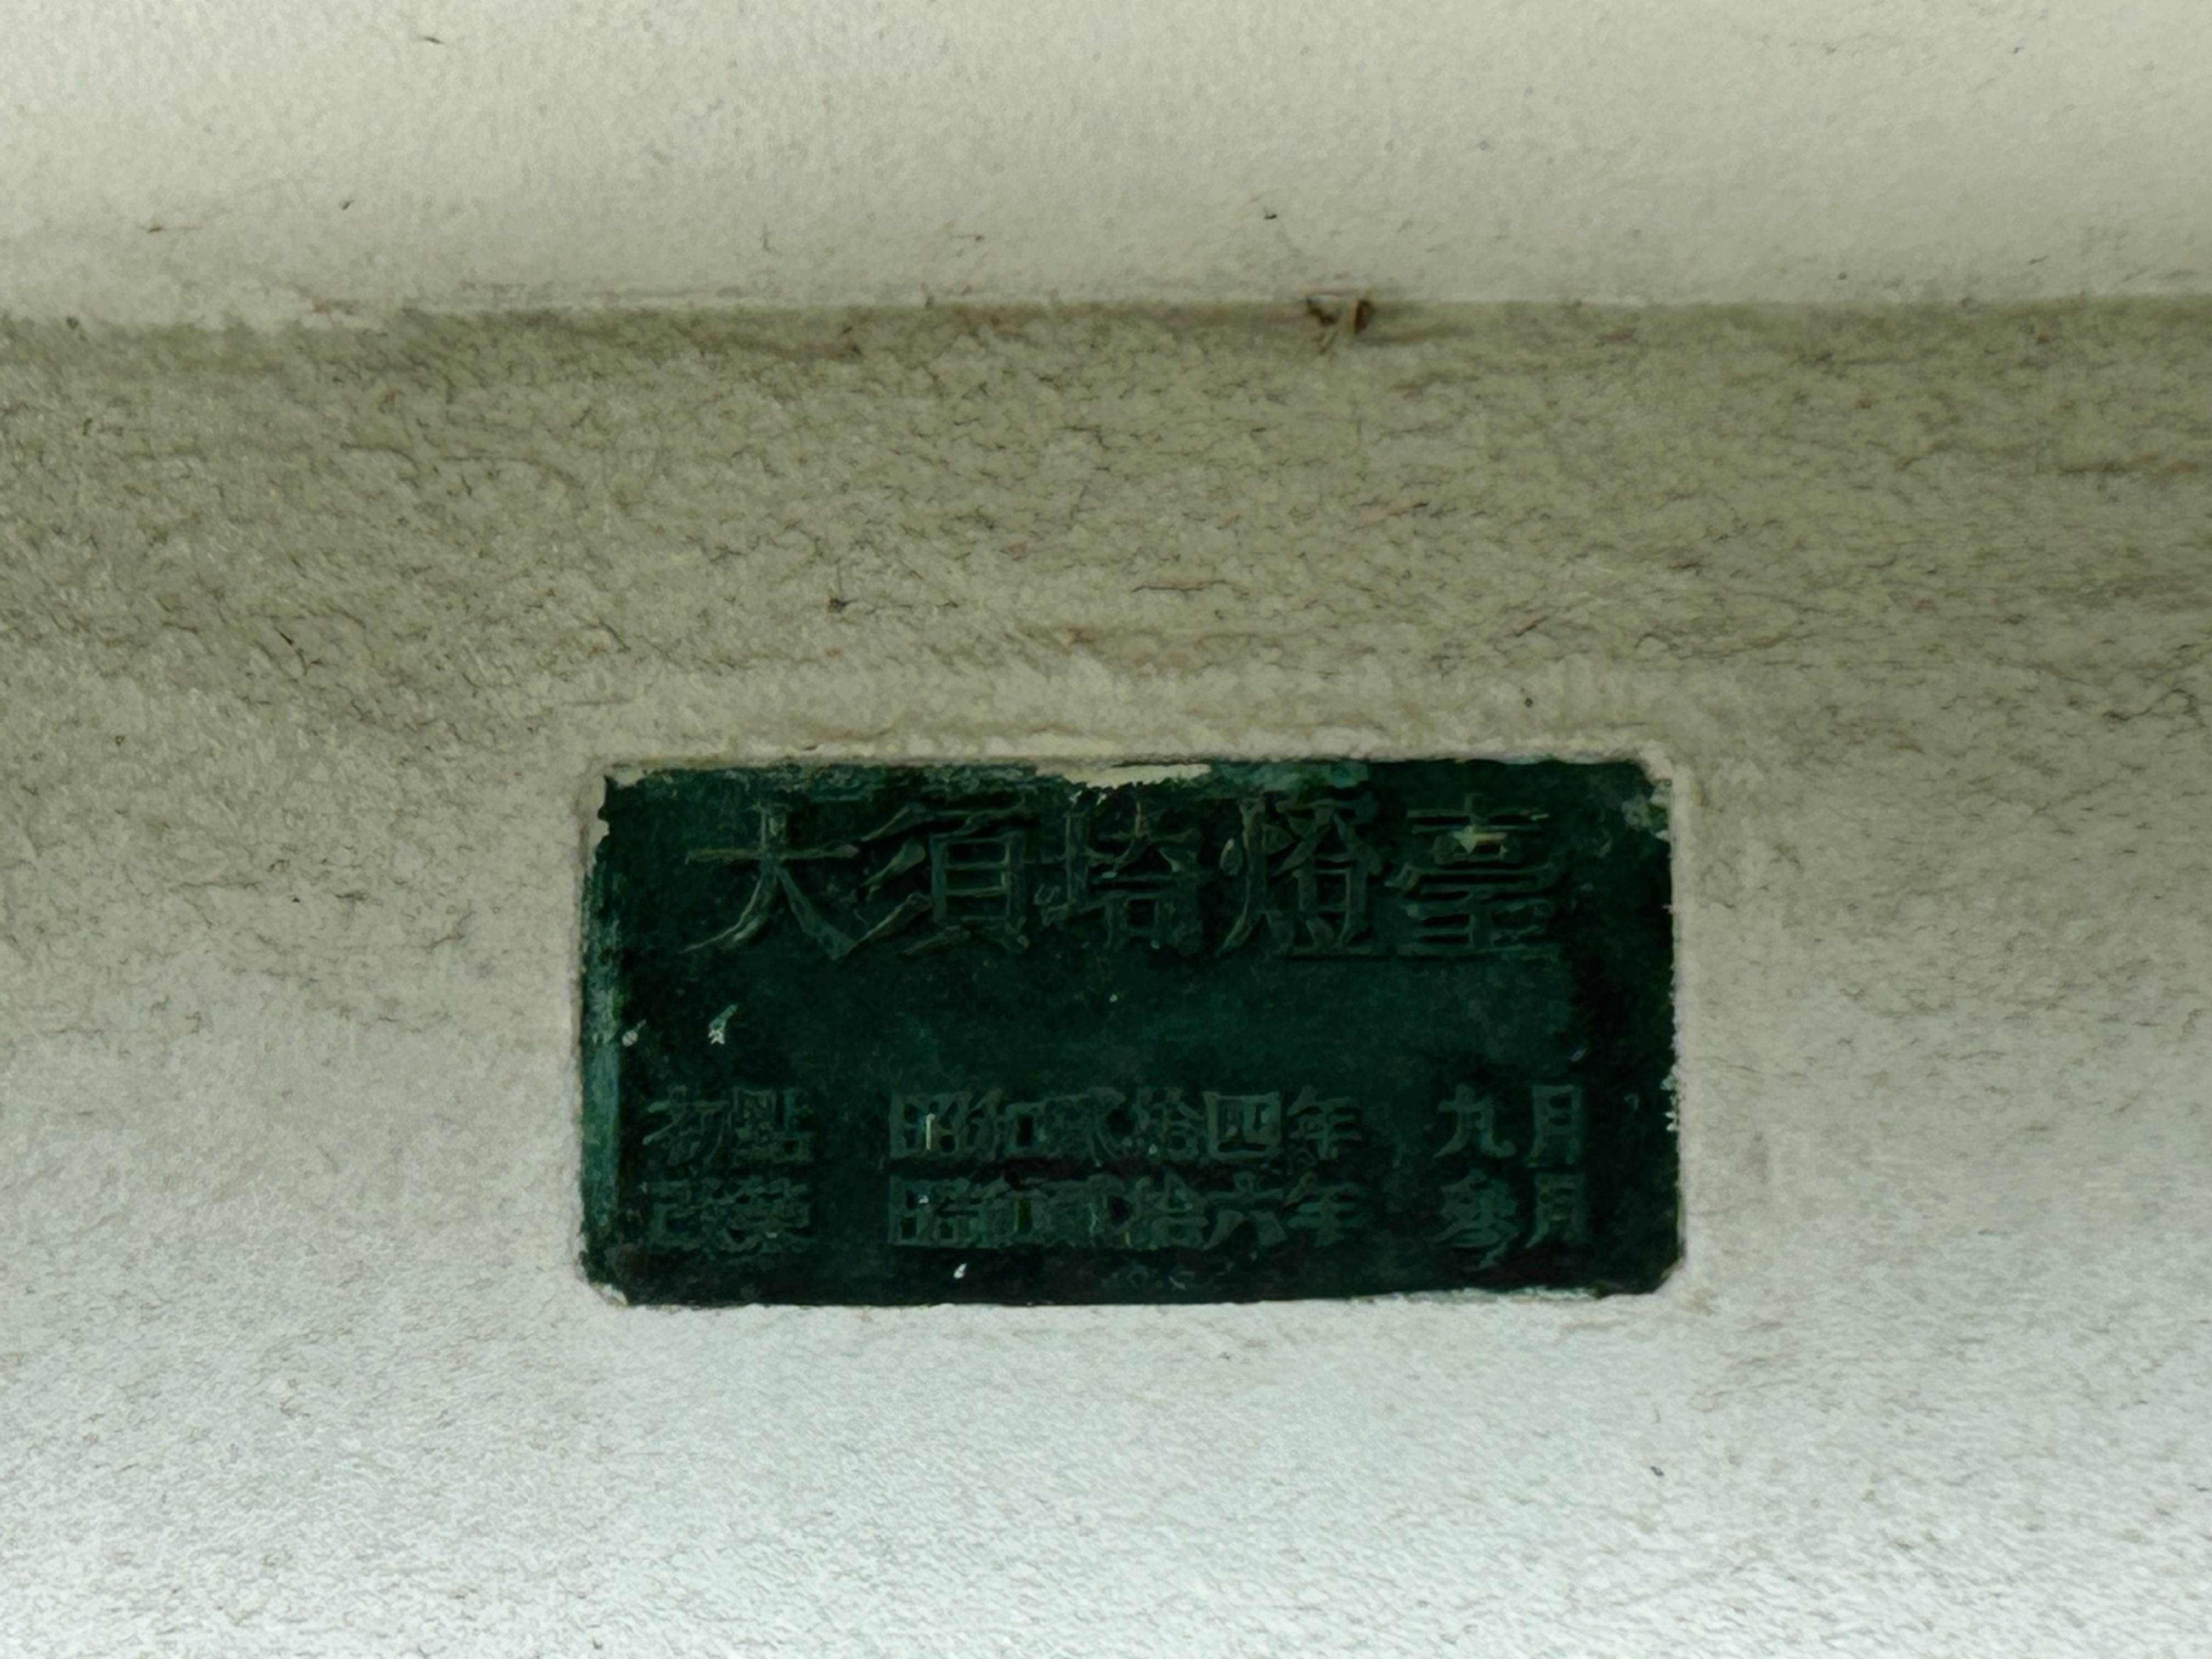 大須埼燈臺
初點 昭和貳拾四年 九月
改築 昭和貳拾六年 參月